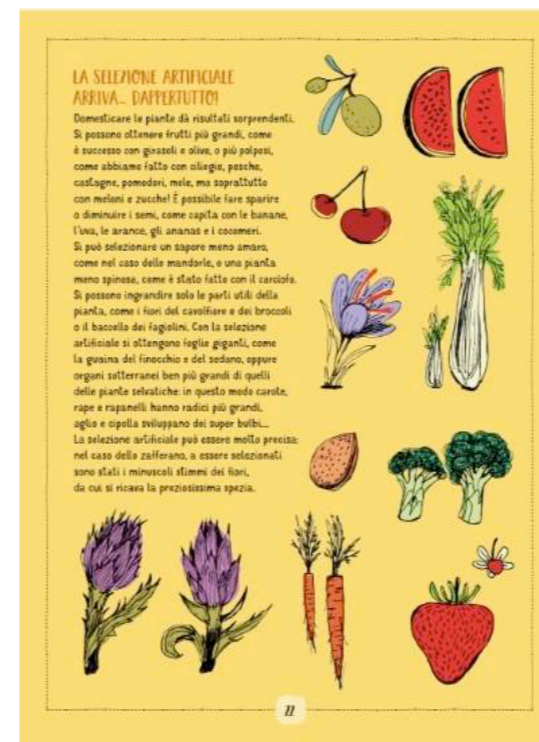 LA SELEZIONE ARTIFICIALE
ARRIVA... DAPPERTUTTO!
Domesticare le piante dà risultati sorprendenti.
Si possono ottenere frutti più grandi, come
è successo con girasoli e olive, o più polposi,
come abbiamo fatto con ciliegie, pesche,
castagne, pomodori, mele, ma soprattutto
con meloni e zucche! È possibile fare sparire
o diminuire i semi, come capita con le banane,
l'uva, le arance, gli ananas e i cocomeri.
Si può selezionare un sapore meno amaro,
come nel caso delle mandorle, o una pianta
meno spinosa, come è stato fatto con il carciofo.
Si possono ingrandire solo le parti utili della
pianta, come i fiori del cavolfiore e dei broccoli
o il baccello dei fagiolini. Con la selezione
artificiale si ottengono foglie giganti, come
la guaina del finocchio e del sedano, oppure
organi sotterranei ben più grandi di quelli
delle piante selvatiche: in questo modo carote,
rape e rapanelli hanno radici più grandi,
aglio e cipolla sviluppano dei super bulbi...
La selezione artificiale può essere molto precisa:
nel caso dello zafferano, a essere selezionati
sono stati i minuscoli stimmi dei fiori,
da cui si ricava la preziosissima spezia.